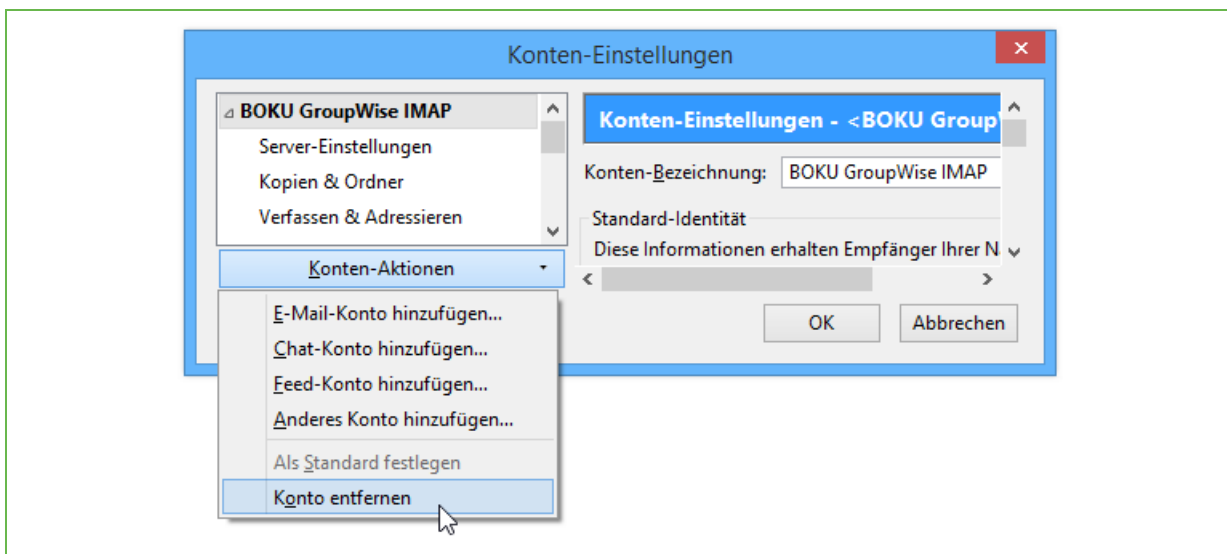 Konten-Einstellungen
BOKU GroupWise IMAP
Server-Einstellungen
Kopien & Ordner
Verfassen & Adressieren
Konten-Aktionen
E-Mail-Konto hinzufügen...
Chat-Konto hinzufügen...
Feed-Konto hinzufügen...
Anderes Konto hinzufügen...
Als Standard festlegen
Konto entfernen
Konten-Einstellungen - <BOKU Group
Konten-Bezeichnung: BOKU GroupWise IMAP
Standard-Identität
Diese Informationen erhalten Empfänger Ihrer N
OK Abbrechen